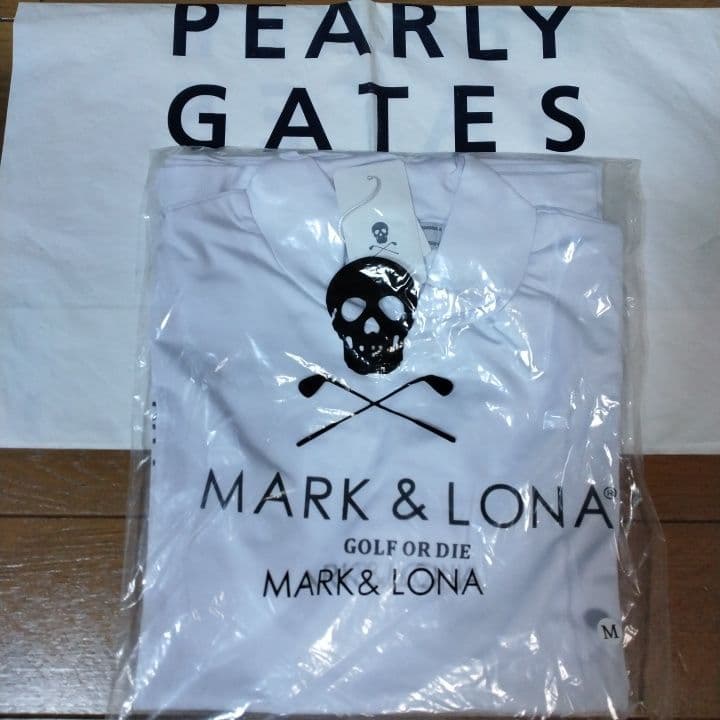 PEARLY
GATES
MARK & LONA®
GOLF OR DIE
MARK & LONA
M